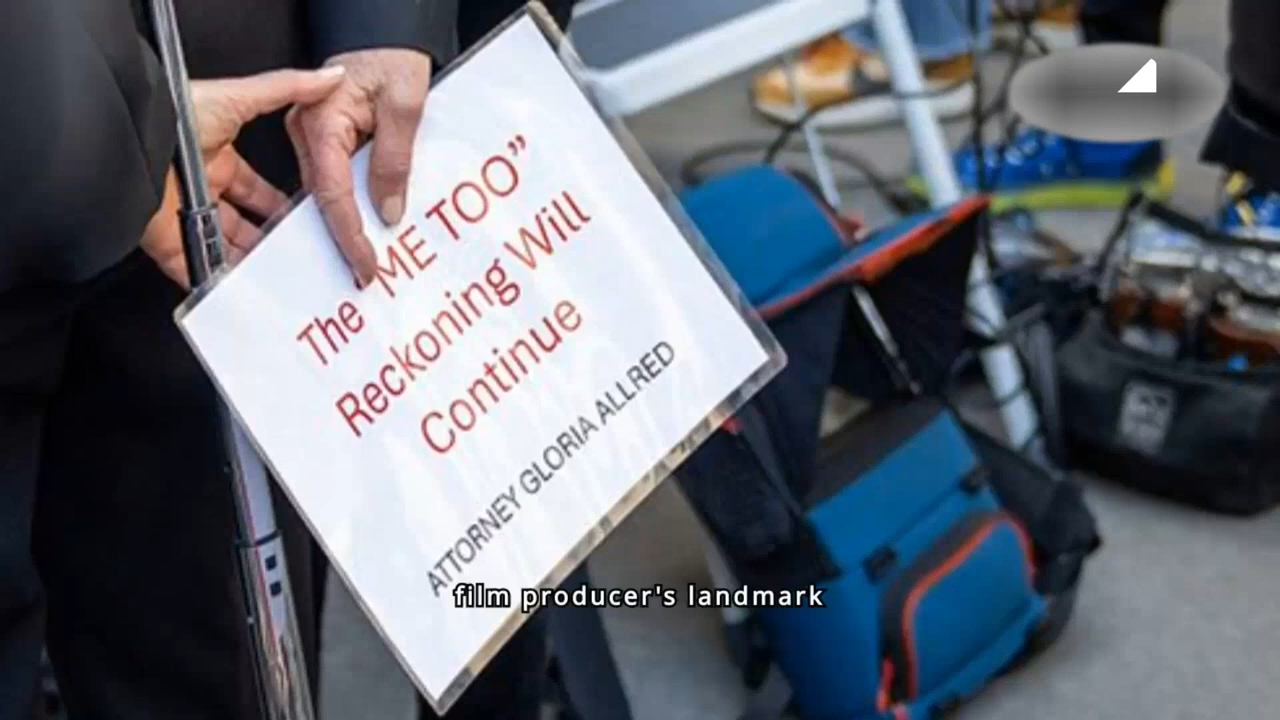 The "ME TOO"
Reckoning Will
Continue
ATTORNEY GLORIA ALLRED
film producer's landmark